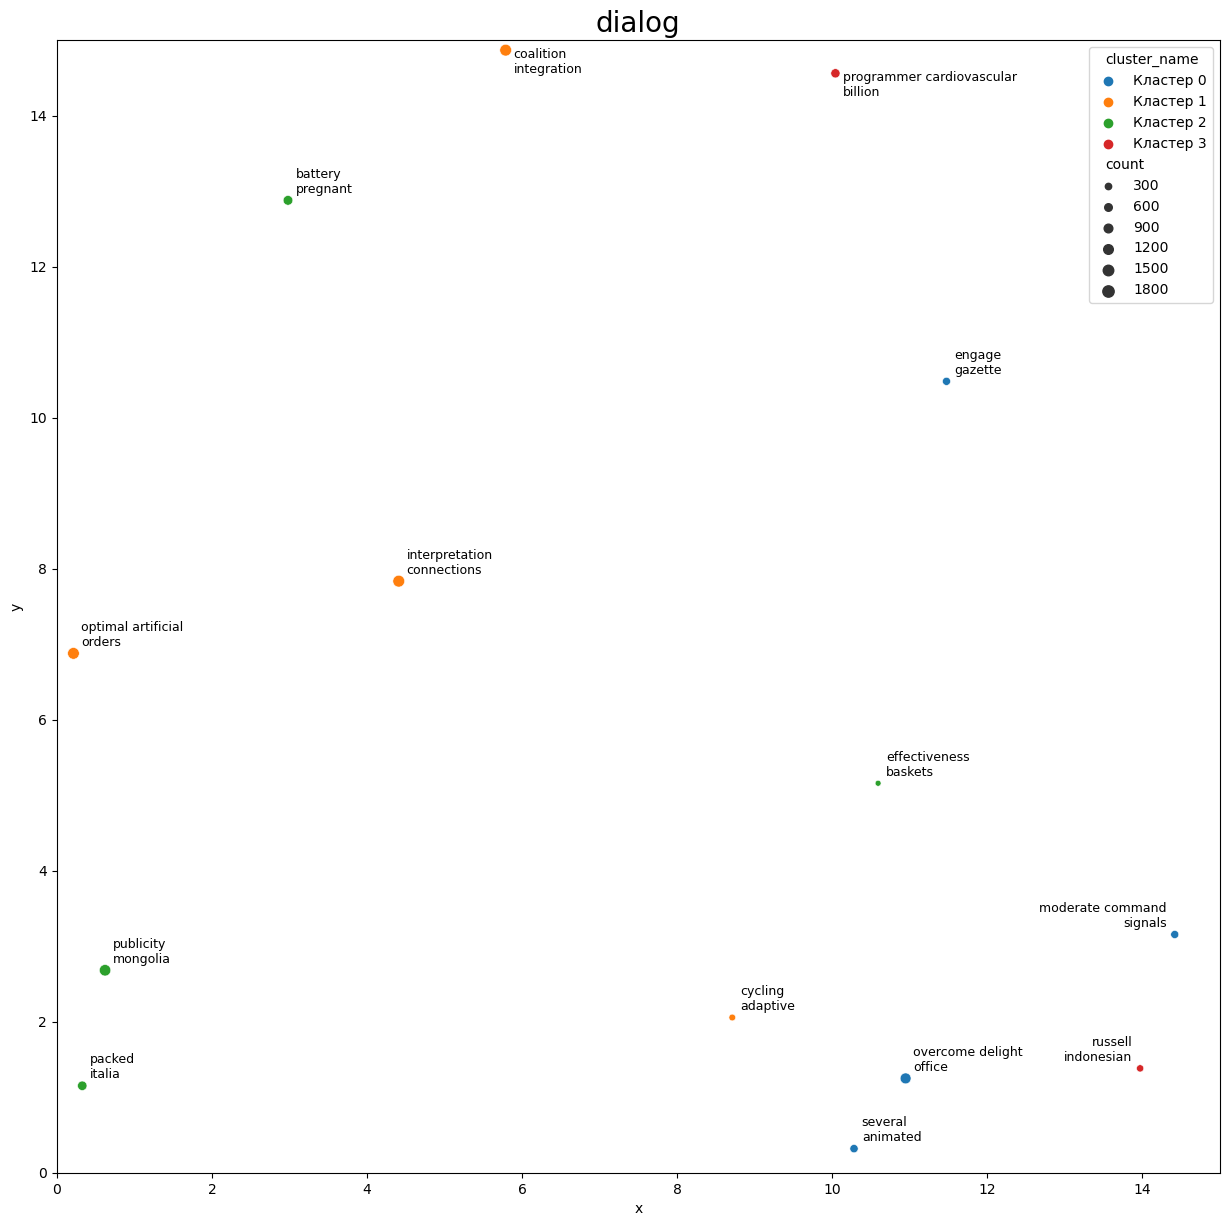 dialog
coalition
integration
programmer cardiovascular
billion
cluster_name
Кластер 0
Кластер 1
Кластер 2
Кластер 3
count
300
600
900
1200
1500
1800
battery
pregnant
engage
gazette
interpretation
connections
optimal artificial
orders
effectiveness
baskets
moderate command
signals
publicity
mongolia
cycling
adaptive
packed
italia
overcome delight
office
russell
indonesian
several
animated
14
12
10
8
6
4
2
0
y
0
2
4
6
8
10
12
14
x